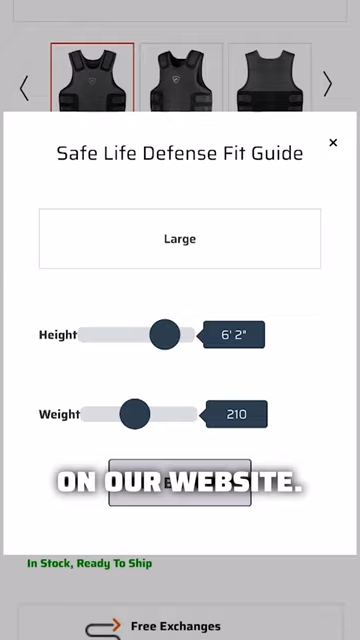 Safe Life Defense Fit Guide
×
Large
Height
6' 2"
Weight
210
ON OUR WEBSITE.
In Stock, Ready To Ship
Free Exchanges